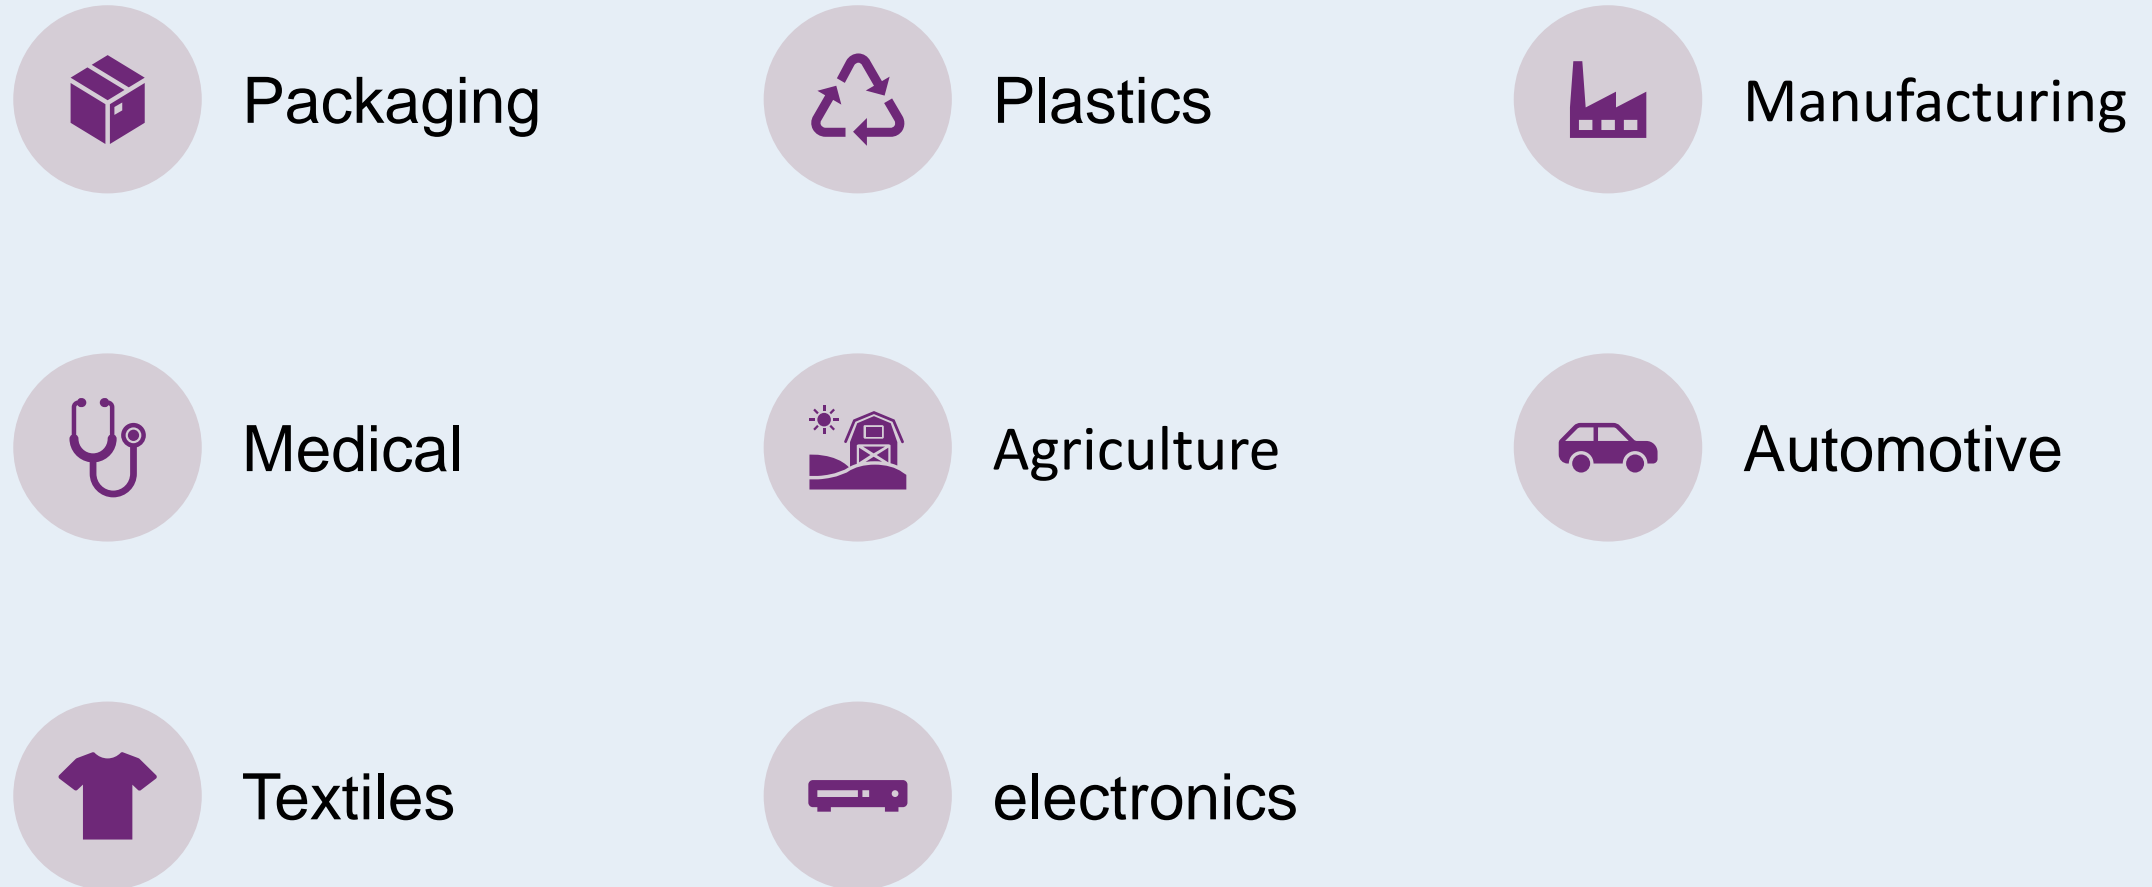 Packaging
Plastics
Manufacturing
Medical
Agriculture
Automotive
Textiles
electronics